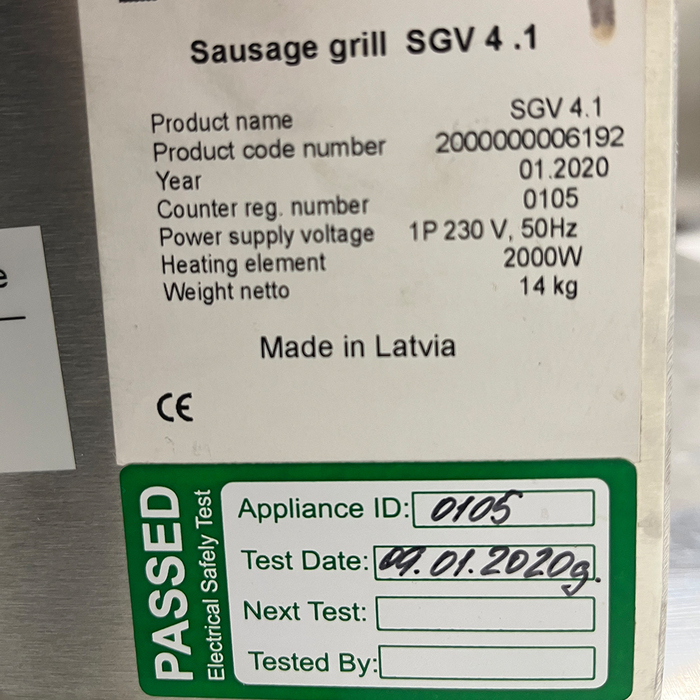 Sausage grill SGV 4 .1
Product name SGV 4.1
Product code number 2000000006192
Year 01.2020
Counter reg. number 0105
Power supply voltage 1P 230 V, 50Hz
Heating element 2000W
Weight netto 14 kg
Made in Latvia
CE
PASSED
Electrical Safely Test
Appliance ID: 0105
Test Date: 09.01.2020g.
Next Test:
Tested By:
e